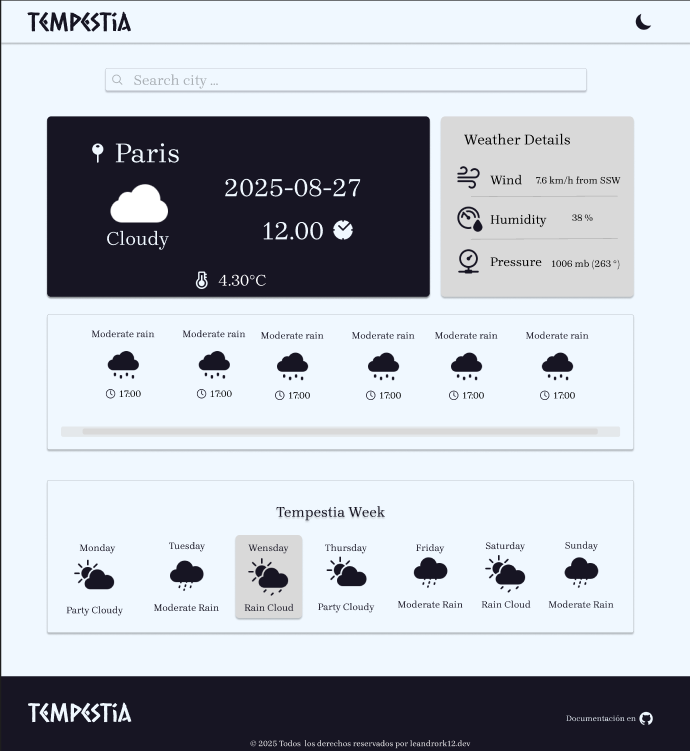 TEMPESTiA
Search city ...
Paris
Cloudy
2025-08-27
12.00
4.30°C
Weather Details
Wind 7.6 km/h from SSW
Humidity 38 %
Pressure 1006 mb (263 °)
Moderate rain Moderate rain Moderate rain Moderate rain Moderate rain Moderate rain
17:00 17:00 17:00 17:00 17:00 17:00
Tempestia Week
Monday Tuesday Wensday Thursday Friday Saturday Sunday
Party Cloudy Moderate Rain Rain Cloud Party Cloudy Moderate Rain Rain Cloud Moderate Rain
TEMPESTiA
Documentación en
© 2025 Todos los derechos reservados por leandrork12.dev